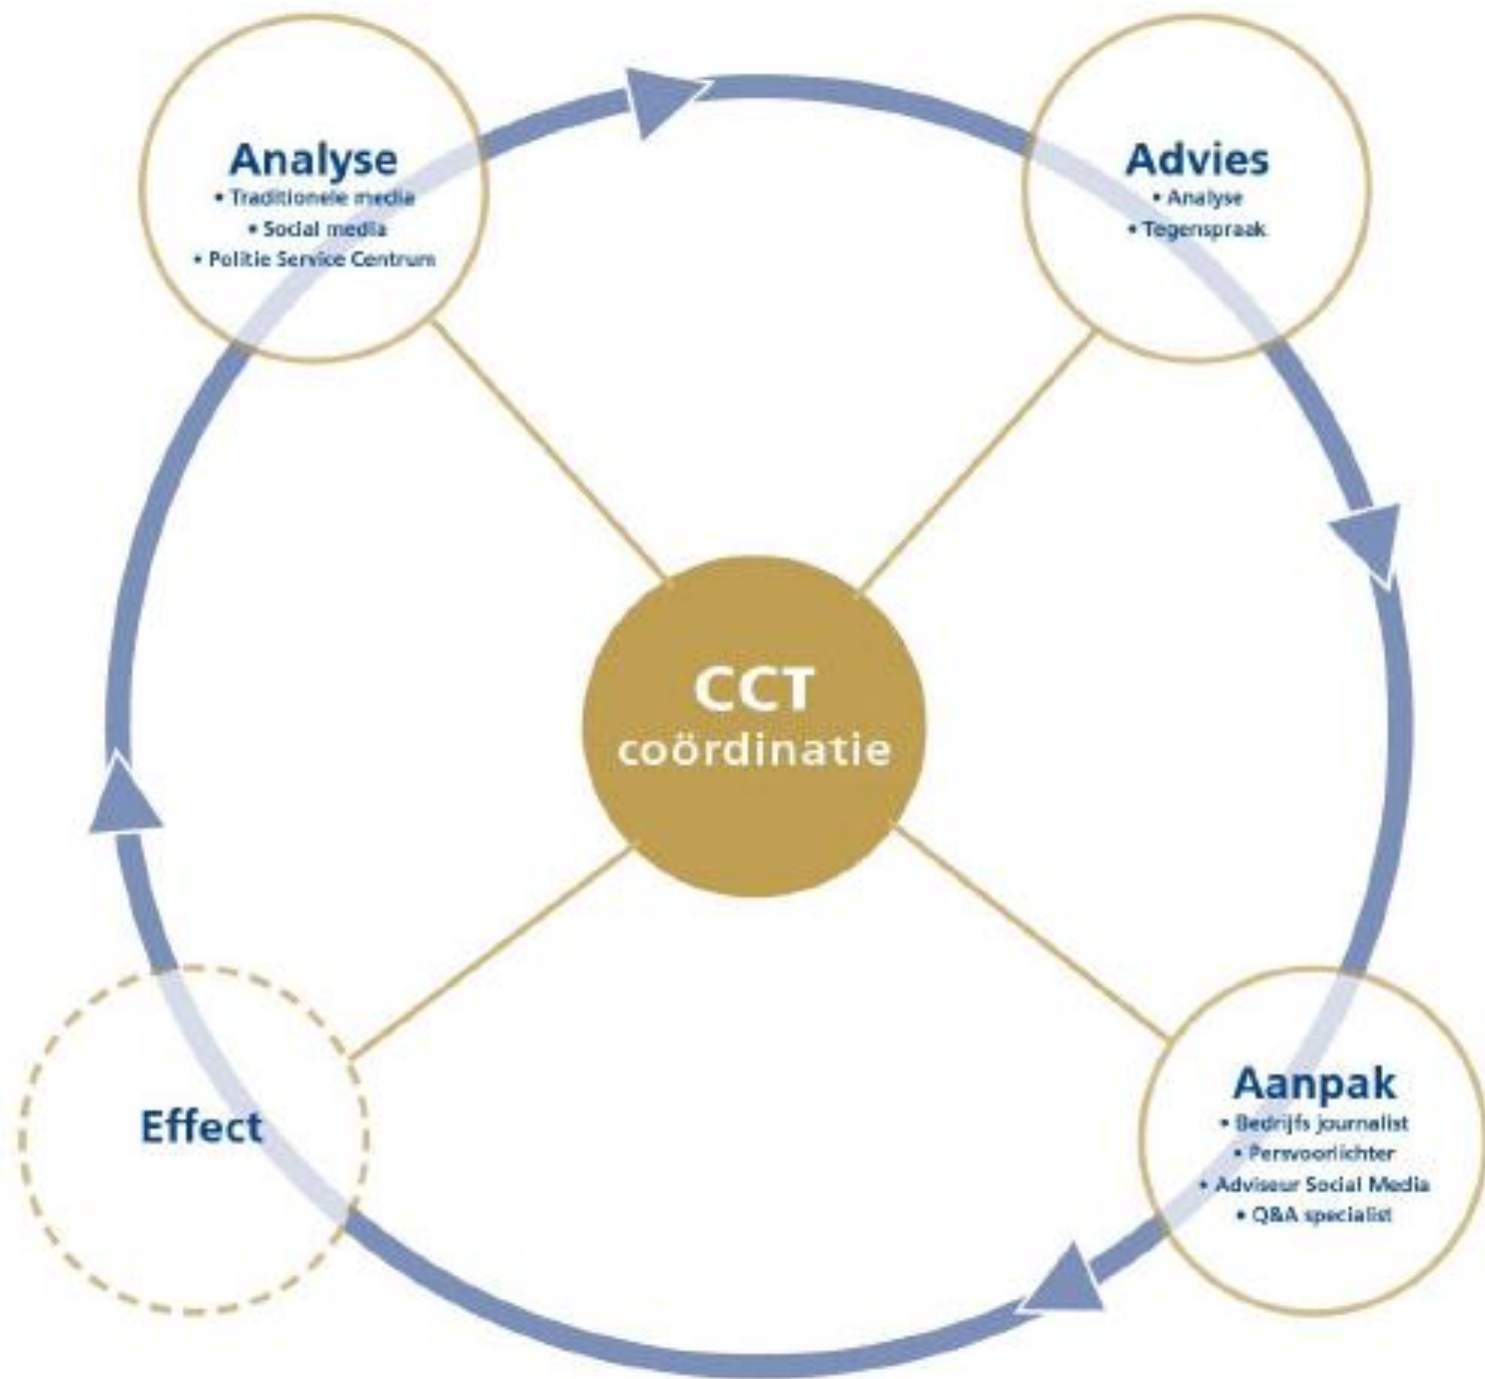 Analyse
• Traditionele media
• Social media
• Politie Service Centrum
Advies
• Analyse
• Tegenspraak
CCT
coördinatie
Effect
Aanpak
• Bedrijfs journalist
• Persvoorlichter
• Adviseur Social Media
• Q&A specialist